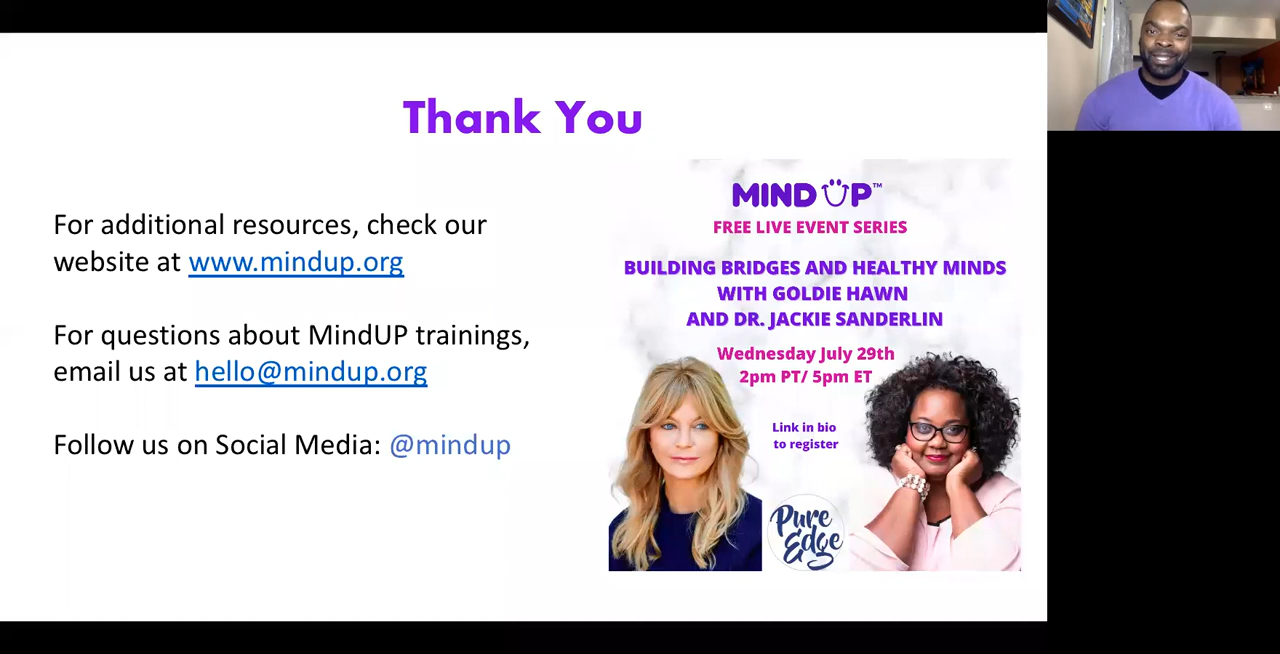 Thank You
For additional resources, check our
website at www.mindup.org
For questions about MindUP trainings,
email us at hello@mindup.org
Follow us on Social Media: @mindup
MIND UP™
FREE LIVE EVENT SERIES
BUILDING BRIDGES AND HEALTHY MINDS
WITH GOLDIE HAWN
AND DR. JACKIE SANDERLIN
Wednesday July 29th
2pm PT/ 5pm ET
Link in bio
to register
Pure
Edge